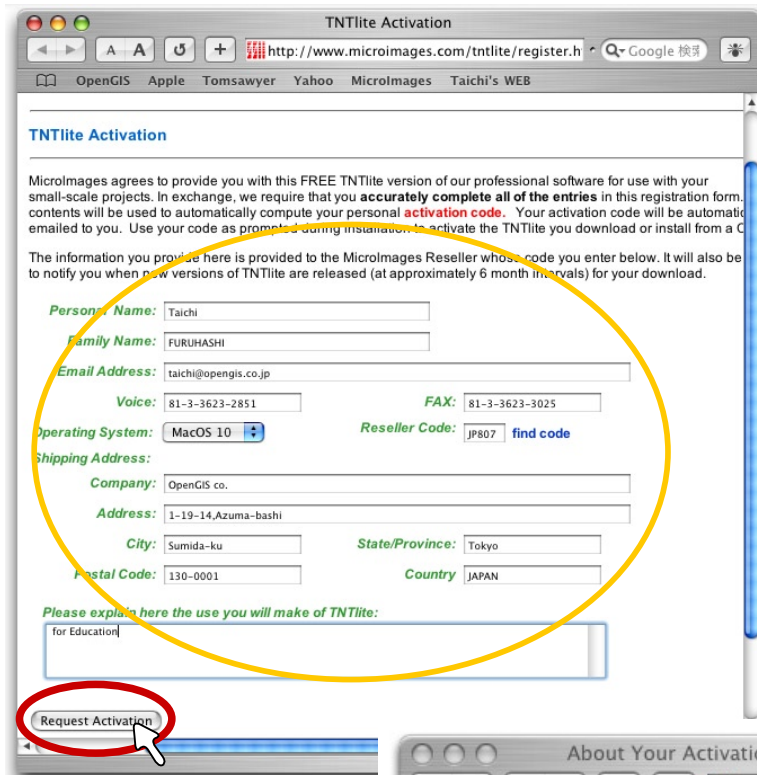 TNTlite Activation
A A + http://www.microimages.com/tntlite/register.h Google 検索
OpenGIS Apple Tomsawyer Yahoo MicroImages Taichi's WEB
TNTlite Activation
MicroImages agrees to provide you with this FREE TNTlite version of our professional software for use with your
small-scale projects. In exchange, we require that you accurately complete all of the entries in this registration form.
contents will be used to automatically compute your personal activation code. Your activation code will be automatic
emailed to you. Use your code as prompted during installation to activate the TNTlite you download or install from a C
The information you provide here is provided to the MicroImages Reseller whose code you enter below. It will also be
to notify you when new versions of TNTlite are released (at approximately 6 month intervals) for your download.
Personal Name: Taichi
Family Name: FURUHASHI
Email Address: taichi@opengis.co.jp
Voice: 81-3-3623-2851 FAX: 81-3-3623-3025
Operating System: MacOS 10 Reseller Code: JP807 find code
Shipping Address:
Company: OpenGIS co.
Address: 1-19-14,Azuma-bashi
City: Sumida-ku State/Province: Tokyo
Postal Code: 130-0001 Country JAPAN
Please explain here the use you will make of TNTlite:
for Education
Request Activation
About Your Activati